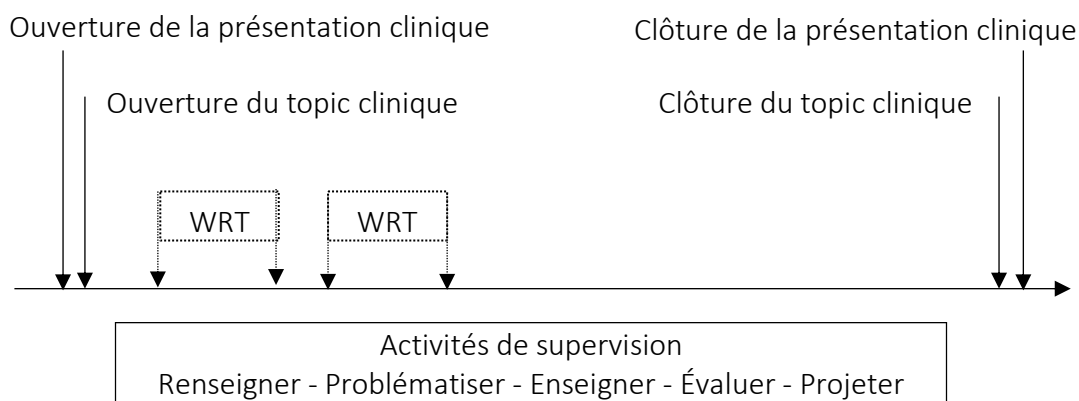 Ouverture de la présentation clinique
Clôture de la présentation clinique
Ouverture du topic clinique
Clôture du topic clinique
WRT
WRT
Activités de supervision
Renseigner - Problématiser - Enseigner - Évaluer - Projeter